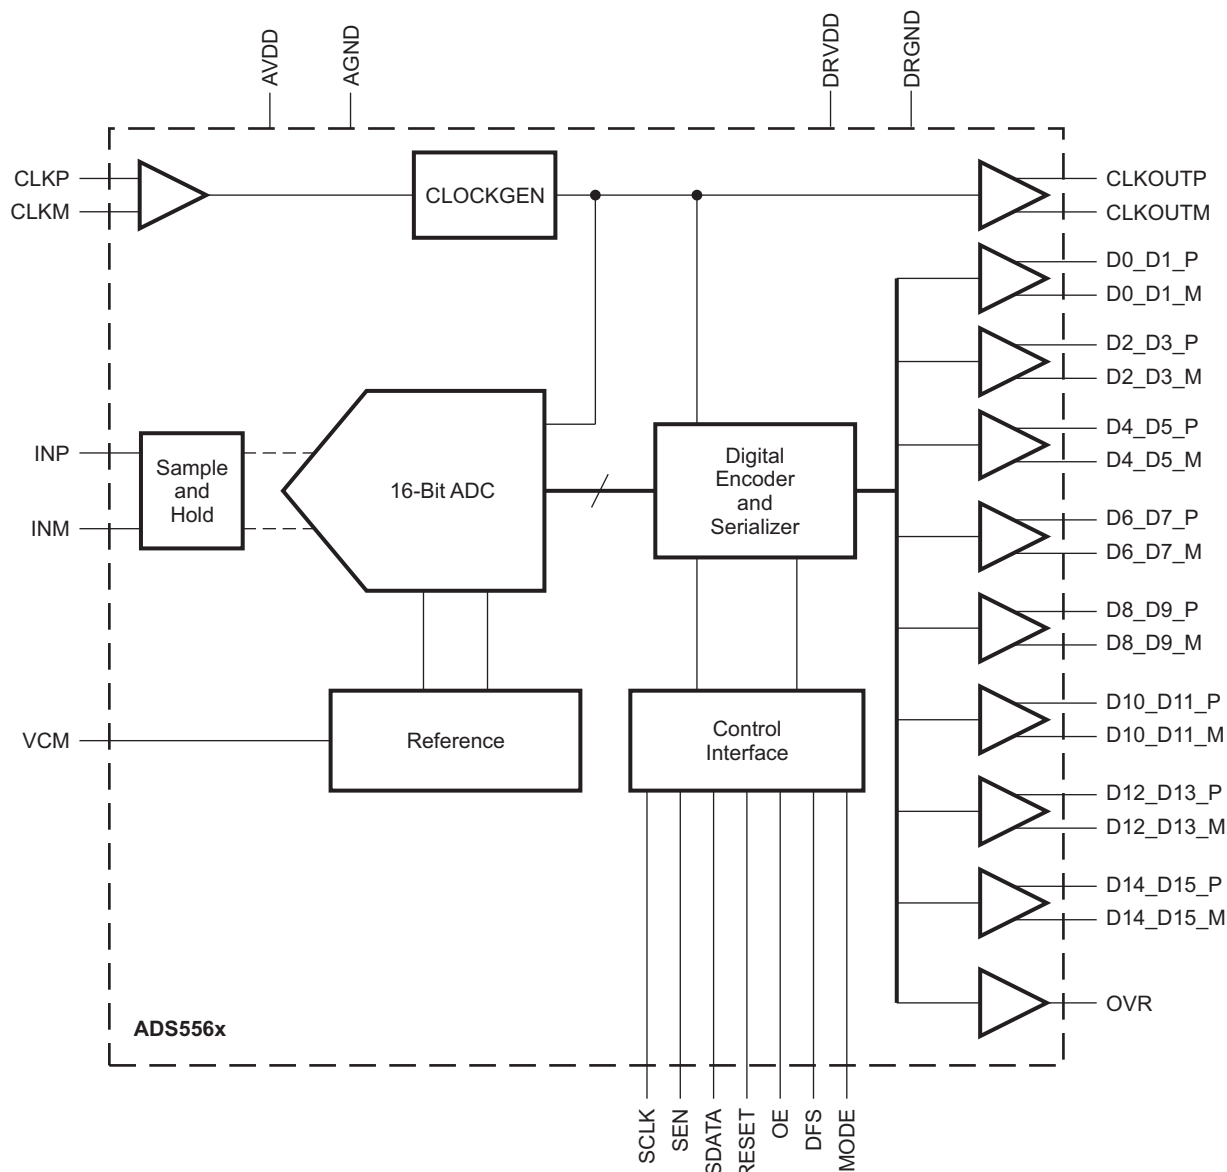 AVDD
AGND
DRVDD
DRGND
CLKP
CLKM
CLOCKGEN
CLKOUTP
CLKOUTM
D0_D1_P
D0_D1_M
D2_D3_P
D2_D3_M
D4_D5_P
D4_D5_M
INP
INM
Sample
and
Hold
16-Bit ADC
Digital
Encoder
and
Serializer
D6_D7_P
D6_D7_M
D8_D9_P
D8_D9_M
VCM
Reference
Control
Interface
D10_D11_P
D10_D11_M
D12_D13_P
D12_D13_M
D14_D15_P
D14_D15_M
OVR
ADS556x
SCLK
SEN
SDATA
RESET
OE
DFS
MODE